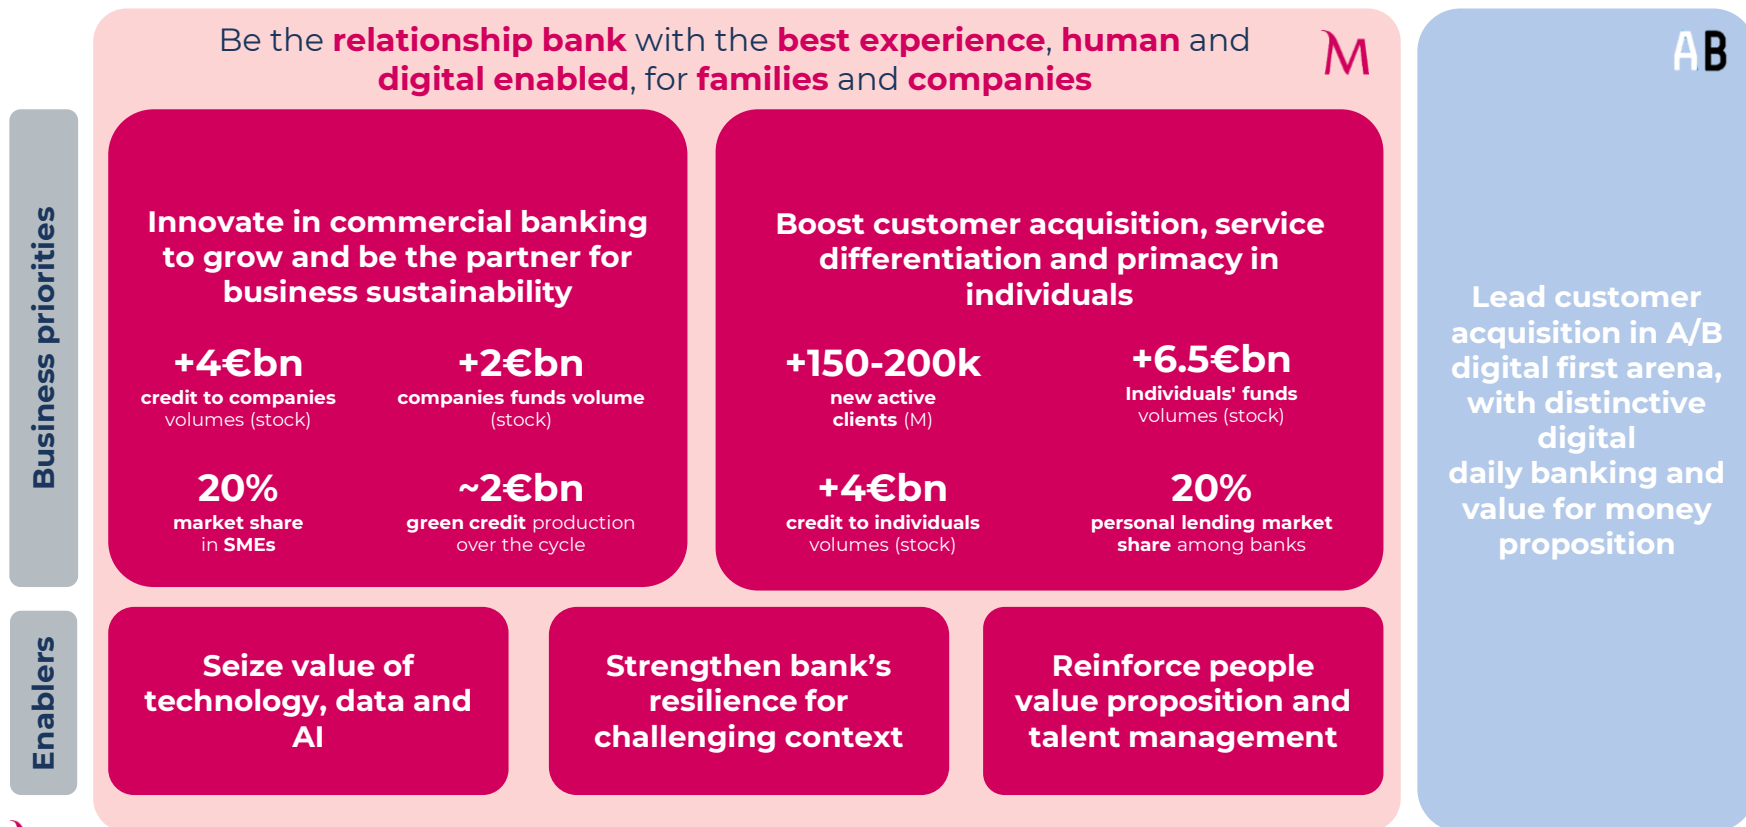 Be the relationship bank with the best experience, human and
digital enabled, for families and companies
M
AB
Business priorities
Innovate in commercial banking
to grow and be the partner for
business sustainability
+4€bn
credit to companies
volumes (stock)
+2€bn
companies funds volume
(stock)
20%
market share
in SMEs
~2€bn
green credit production
over the cycle
Boost customer acquisition, service
differentiation and primacy in
individuals
+150-200k
new active
clients (M)
+6.5€bn
Individuals' funds
volumes (stock)
+4€bn
credit to individuals
volumes (stock)
20%
personal lending market
share among banks
Lead customer
acquisition in A/B
digital first arena,
with distinctive
digital
daily banking and
value for money
proposition
Enablers
Seize value of
technology, data and
AI
Strengthen bank’s
resilience for
challenging context
Reinforce people
value proposition and
talent management